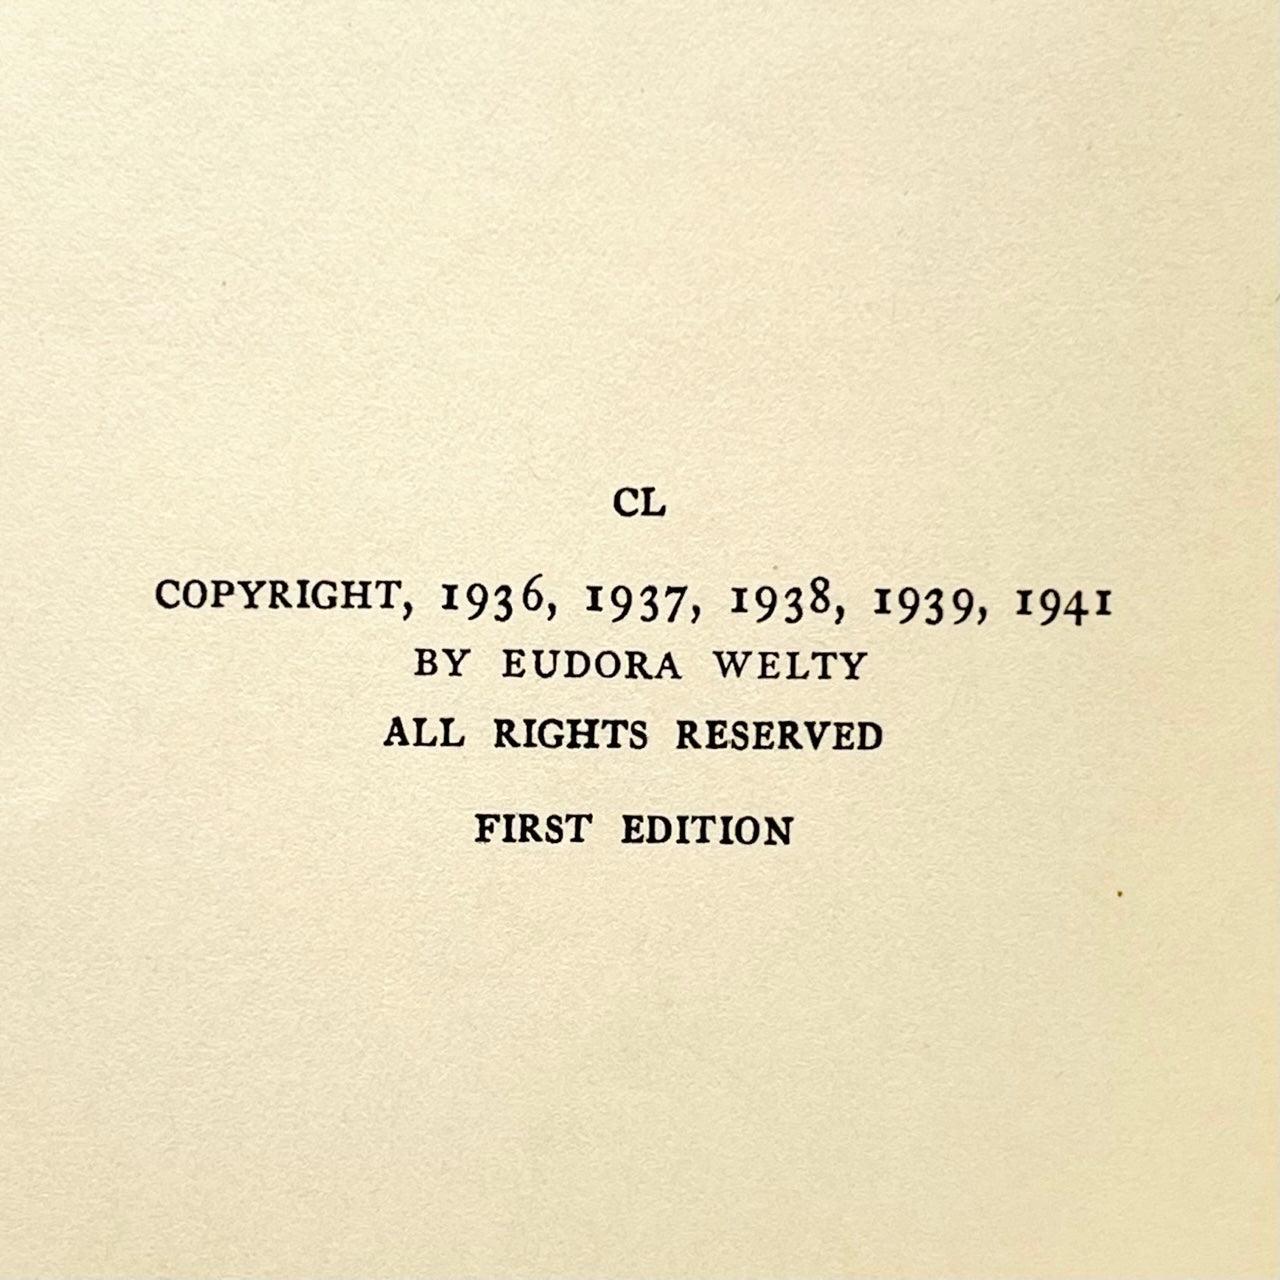 CL
COPYRIGHT, 1936, 1937, 1938, 1939, 1941
BY EUDORA WELTY
ALL RIGHTS RESERVED
FIRST EDITION